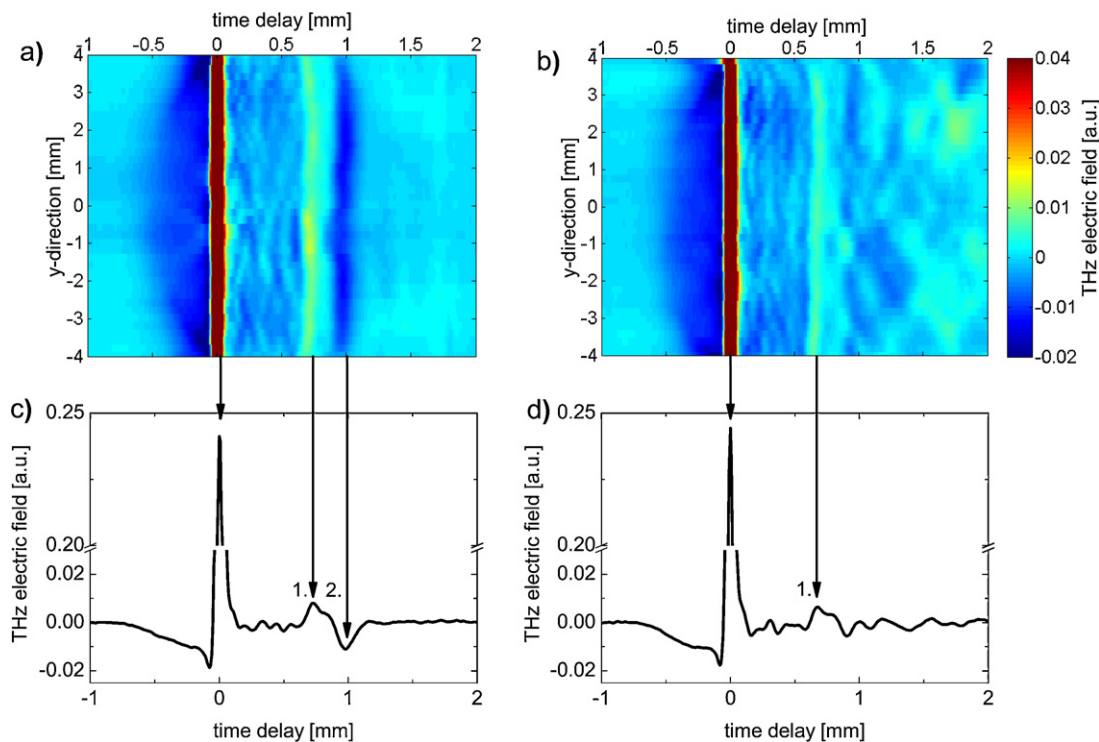 time delay [mm]
-1 -0.5 0 0.5 1 1.5 2
a)
y-direction [mm]
4
3
2
1
0
-1
-2
-3
-4
time delay [mm]
-1 -0.5 0 0.5 1 1.5 2
b)
y-direction [mm]
4
3
2
1
0
-1
-2
-3
-4
0.04
0.03
0.02
0.01
0
-0.01
-0.02
THz electric field [a.u.]
c)
THz electric field [a.u.]
0.25
0.20
0.02
0.00
-0.02
1. 2.
-1 0 1 2
time delay [mm]
d)
THz electric field [a.u.]
0.25
0.20
0.02
0.00
-0.02
1.
-1 0 1 2
time delay [mm]